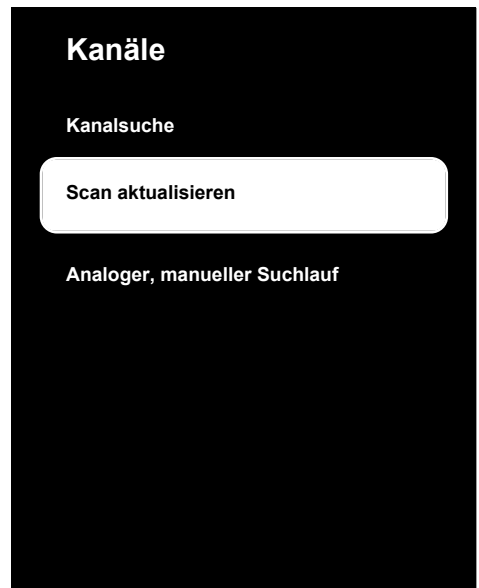 Kanäle
Kanalsuche
Scan aktualisieren
Analoger, manueller Suchlauf